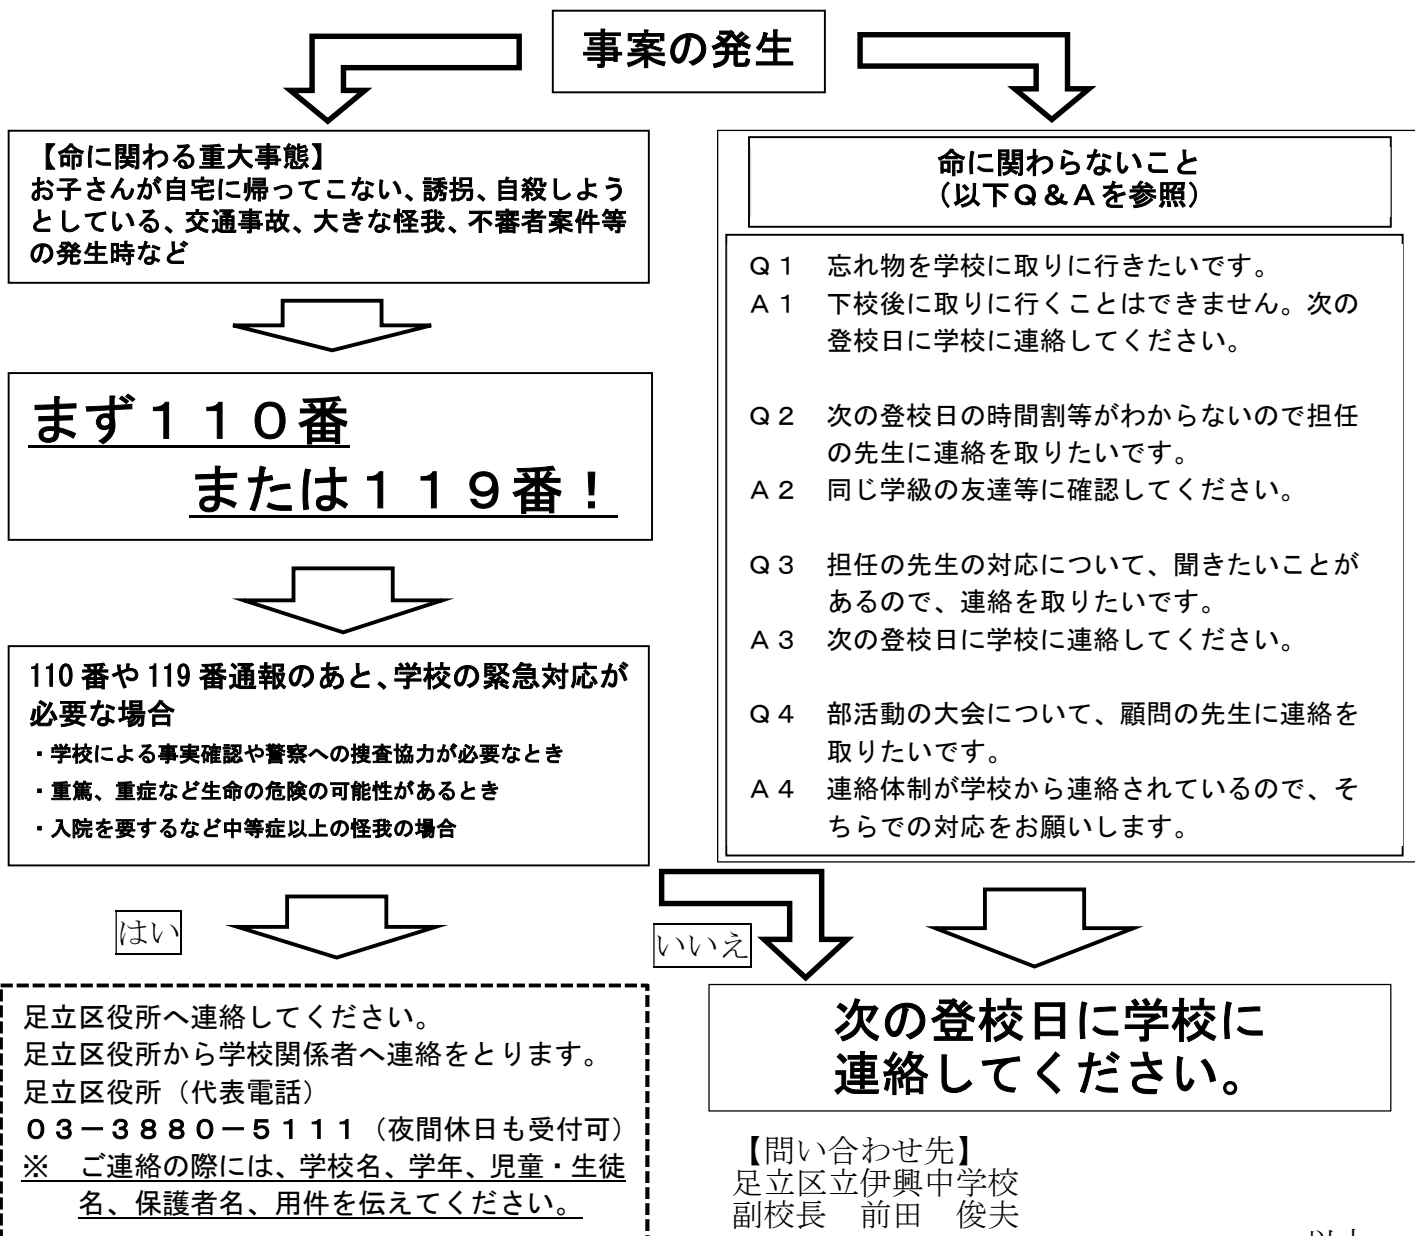 事案の発生
【命に関わる重大事態】
お子さんが自宅に帰ってこない、誘拐、自殺しよう
としている、交通事故、大きな怪我、不審者案件等
の発生時など
まず１１０番
または１１９番！
110番や119番通報のあと、学校の緊急対応が
必要な場合
・学校による事実確認や警察への捜査協力が必要なとき
・重篤、重症など生命の危険の可能性があるとき
・入院を要するなど中等症以上の怪我の場合
はい
足立区役所へ連絡してください。
足立区役所から学校関係者へ連絡をとります。
足立区役所（代表電話）
０３－３８８０－５１１１（夜間休日も受付可）
※　ご連絡の際には、学校名、学年、児童・生徒
名、保護者名、用件を伝えてください。
命に関わらないこと
（以下Ｑ＆Ａを参照）
Ｑ１　忘れ物を学校に取りに行きたいです。
Ａ１　下校後に取りに行くことはできません。次の
登校日に学校に連絡してください。
Ｑ２　次の登校日の時間割等がわからないので担任
の先生に連絡を取りたいです。
Ａ２　同じ学級の友達等に確認してください。
Ｑ３　担任の先生の対応について、聞きたいことが
あるので、連絡を取りたいです。
Ａ３　次の登校日に学校に連絡してください。
Ｑ４　部活動の大会について、顧問の先生に連絡を
取りたいです。
Ａ４　連絡体制が学校から連絡されているので、そ
ちらでの対応をお願いします。
いいえ
次の登校日に学校に
連絡してください。
【問い合わせ先】
足立区立伊興中学校
副校長　前田　俊夫